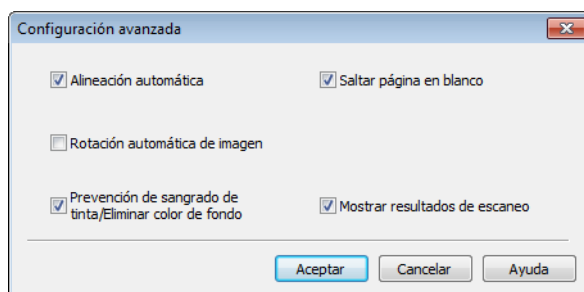 Configuración avanzada
Alineación automática
Saltar página en blanco
Rotación automática de imagen
Prevención de sangrado de
tinta/Eliminar color de fondo
Mostrar resultados de escaneo
Aceptar
Cancelar
Ayuda